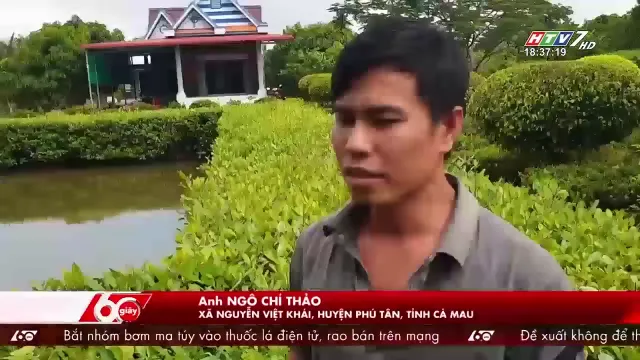 HTV7 HD
18:37:19
60 giây
Anh NGÔ CHÍ THẢO
XÃ NGUYỄN VIỆT KHÁI, HUYỆN PHÚ TÂN, TỈNH CÀ MAU
60 Bắt nhóm bơm ma túy vào thuốc lá điện tử, rao bán trên mạng 60 Đề xuất không để t